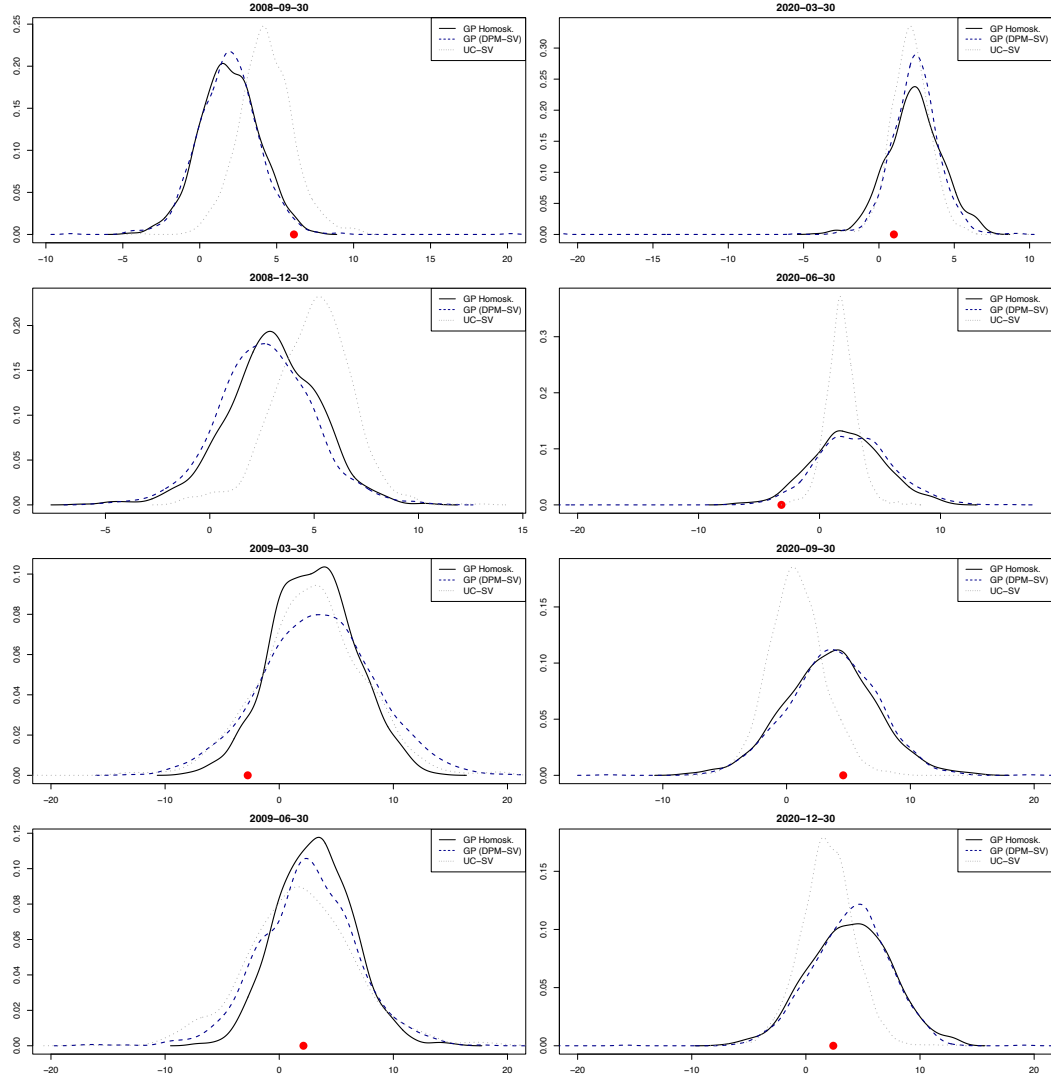 2008−09−30
GP Homosk.
GP (DPM−SV)
UC−SV
0.00 0.05 0.10 0.15 0.20 0.25
−10 −5 0 5 10 15 20
2020−03−30
GP Homosk.
GP (DPM−SV)
UC−SV
0.00 0.10 0.20 0.30
−20 −15 −10 −5 0 5 10
2008−12−30
GP Homosk.
GP (DPM−SV)
UC−SV
0.00 0.05 0.10 0.15 0.20
−5 0 5 10 15
2020−06−30
GP Homosk.
GP (DPM−SV)
UC−SV
0.0 0.1 0.2 0.3
−20 −10 0 10
2009−03−30
GP Homosk.
GP (DPM−SV)
UC−SV
0.00 0.02 0.04 0.06 0.08 0.10
−20 −10 0 10 20
2020−09−30
GP Homosk.
GP (DPM−SV)
UC−SV
0.00 0.05 0.10 0.15
−10 0 10 20
2009−06−30
GP Homosk.
GP (DPM−SV)
UC−SV
0.00 0.02 0.04 0.06 0.08 0.10 0.12
−20 −10 0 10 20
2020−12−30
GP Homosk.
GP (DPM−SV)
UC−SV
0.00 0.05 0.10 0.15
−20 −10 0 10 20